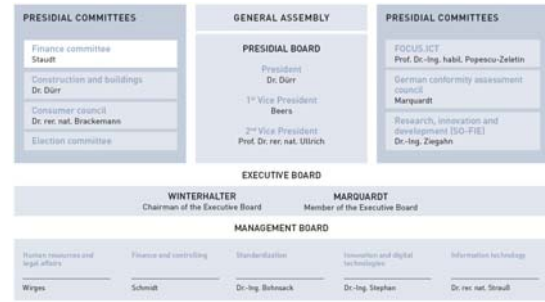 PRESIDIAL COMMITTEES
Finance committee
Staudt
Construction and buildings
Dr. Dürr
Consumer council
Dr. rer. nat. Brackemann
Election committee
GENERAL ASSEMBLY
PRESIDIAL BOARD
President
Dr. Dürr
1st Vice President
Beers
2nd Vice President
Prof. Dr. rer. nat. Ullrich
PRESIDIAL COMMITTEES
FOCUS.ICT
Prof. Dr.-Ing. habil. Popescu-Zeletin
German conformity assessment
council
Marquardt
Research, innovation and
development (SO-FIE)
Dr.-Ing. Ziegahn
EXECUTIVE BOARD
WINTERHALTER
Chairman of the Executive Board
MARQUARDT
Member of the Executive Board
MANAGEMENT BOARD
Human resources and
legal affairs
Wirges
Finance and controlling
Schmidt
Standardization
Dr.-Ing. Behnsack
Innovation and digital
technologies
Dr.-Ing. Stephan
Information technology
Dr. rer. nat. Strauß